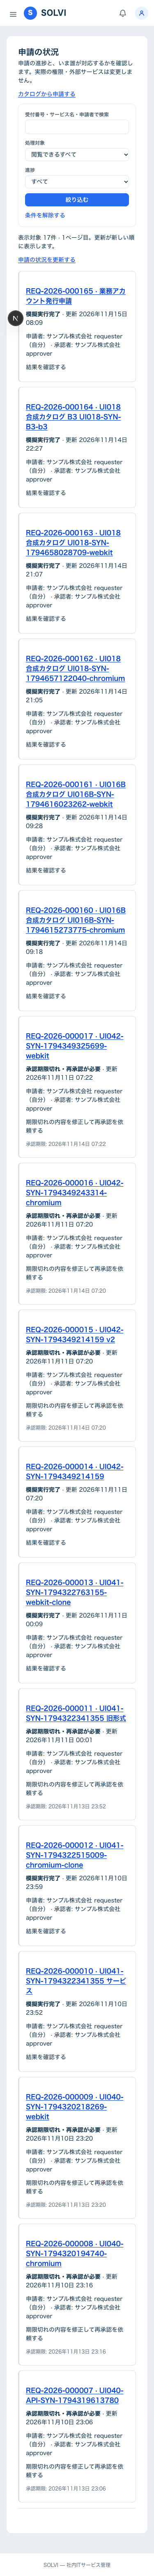 S SOLVI
申請の状況
申請の進捗と、いま誰が対応するかを確認し
ます。実際の権限・外部サービスは変更しま
せん。
カタログから申請する
受付番号・サービス名・申請者で検索
処理対象
閲覧できるすべて
進捗
すべて
絞り込む
条件を解除する
表示対象 17件 · 1ページ目。更新が新しい順
に表示します。
申請の状況を更新する
REQ-2026-000165 · 業務アカ
ウント発行申請
模擬実行完了 · 更新 2026年11月15日
08:09
申請者: サンプル株式会社 requester
（自分） · 承認者: サンプル株式会社
approver
結果を確認する
N
REQ-2026-000164 · UI018
合成カタログ B3 UI018-SYN-
B3-b3
模擬実行完了 · 更新 2026年11月14日
22:27
申請者: サンプル株式会社 requester
（自分） · 承認者: サンプル株式会社
approver
結果を確認する
REQ-2026-000163 · UI018
合成カタログ UI018-SYN-
1794658028709-webkit
模擬実行完了 · 更新 2026年11月14日
21:07
申請者: サンプル株式会社 requester
（自分） · 承認者: サンプル株式会社
approver
結果を確認する
REQ-2026-000162 · UI018
合成カタログ UI018-SYN-
1794657122040-chromium
模擬実行完了 · 更新 2026年11月14日
21:05
申請者: サンプル株式会社 requester
（自分） · 承認者: サンプル株式会社
approver
結果を確認する
REQ-2026-000161 · UI016B
合成カタログ UI016B-SYN-
1794616023262-webkit
模擬実行完了 · 更新 2026年11月14日
09:28
申請者: サンプル株式会社 requester
（自分） · 承認者: サンプル株式会社
approver
結果を確認する
REQ-2026-000160 · UI016B
合成カタログ UI016B-SYN-
1794615273775-chromium
模擬実行完了 · 更新 2026年11月14日
09:18
申請者: サンプル株式会社 requester
（自分） · 承認者: サンプル株式会社
approver
結果を確認する
REQ-2026-000017 · UI042-
SYN-1794349325699-
webkit
承認期限切れ・再承認が必要 · 更新
2026年11月11日 07:22
申請者: サンプル株式会社 requester
（自分） · 承認者: サンプル株式会社
approver
期限切れの内容を修正して再承認を依
頼する
承認期限: 2026年11月14日 07:22
REQ-2026-000016 · UI042-
SYN-1794349243314-
chromium
承認期限切れ・再承認が必要 · 更新
2026年11月11日 07:20
申請者: サンプル株式会社 requester
（自分） · 承認者: サンプル株式会社
approver
期限切れの内容を修正して再承認を依
頼する
承認期限: 2026年11月14日 07:20
REQ-2026-000015 · UI042-
SYN-1794349214159 v2
承認期限切れ・再承認が必要 · 更新
2026年11月11日 07:20
申請者: サンプル株式会社 requester
（自分） · 承認者: サンプル株式会社
approver
期限切れの内容を修正して再承認を依
頼する
承認期限: 2026年11月14日 07:20
REQ-2026-000014 · UI042-
SYN-1794349214159
模擬実行完了 · 更新 2026年11月11日
07:20
申請者: サンプル株式会社 requester
（自分） · 承認者: サンプル株式会社
approver
結果を確認する
REQ-2026-000013 · UI041-
SYN-1794322763155-
webkit-clone
模擬実行完了 · 更新 2026年11月11日
00:09
申請者: サンプル株式会社 requester
（自分） · 承認者: サンプル株式会社
approver
結果を確認する
REQ-2026-000011 · UI041-
SYN-1794322341355 旧形式
承認期限切れ・再承認が必要 · 更新
2026年11月11日 00:01
申請者: サンプル株式会社 requester
（自分） · 承認者: サンプル株式会社
approver
期限切れの内容を修正して再承認を依
頼する
承認期限: 2026年11月13日 23:52
REQ-2026-000012 · UI041-
SYN-1794322515009-
chromium-clone
模擬実行完了 · 更新 2026年11月10日
23:59
申請者: サンプル株式会社 requester
（自分） · 承認者: サンプル株式会社
approver
結果を確認する
REQ-2026-000010 · UI041-
SYN-1794322341355 サービ
ス
模擬実行完了 · 更新 2026年11月10日
23:52
申請者: サンプル株式会社 requester
（自分） · 承認者: サンプル株式会社
approver
結果を確認する
REQ-2026-000009 · UI040-
SYN-1794320218269-
webkit
承認期限切れ・再承認が必要 · 更新
2026年11月10日 23:20
申請者: サンプル株式会社 requester
（自分） · 承認者: サンプル株式会社
approver
期限切れの内容を修正して再承認を依
頼する
承認期限: 2026年11月13日 23:20
REQ-2026-000008 · UI040-
SYN-1794320194740-
chromium
承認期限切れ・再承認が必要 · 更新
2026年11月10日 23:16
申請者: サンプル株式会社 requester
（自分） · 承認者: サンプル株式会社
approver
期限切れの内容を修正して再承認を依
頼する
承認期限: 2026年11月13日 23:16
REQ-2026-000007 · UI040-
API-SYN-1794319613780
承認期限切れ・再承認が必要 · 更新
2026年11月10日 23:06
申請者: サンプル株式会社 requester
（自分） · 承認者: サンプル株式会社
approver
期限切れの内容を修正して再承認を依
頼する
承認期限: 2026年11月13日 23:06
SOLVI — 社内ITサービス管理